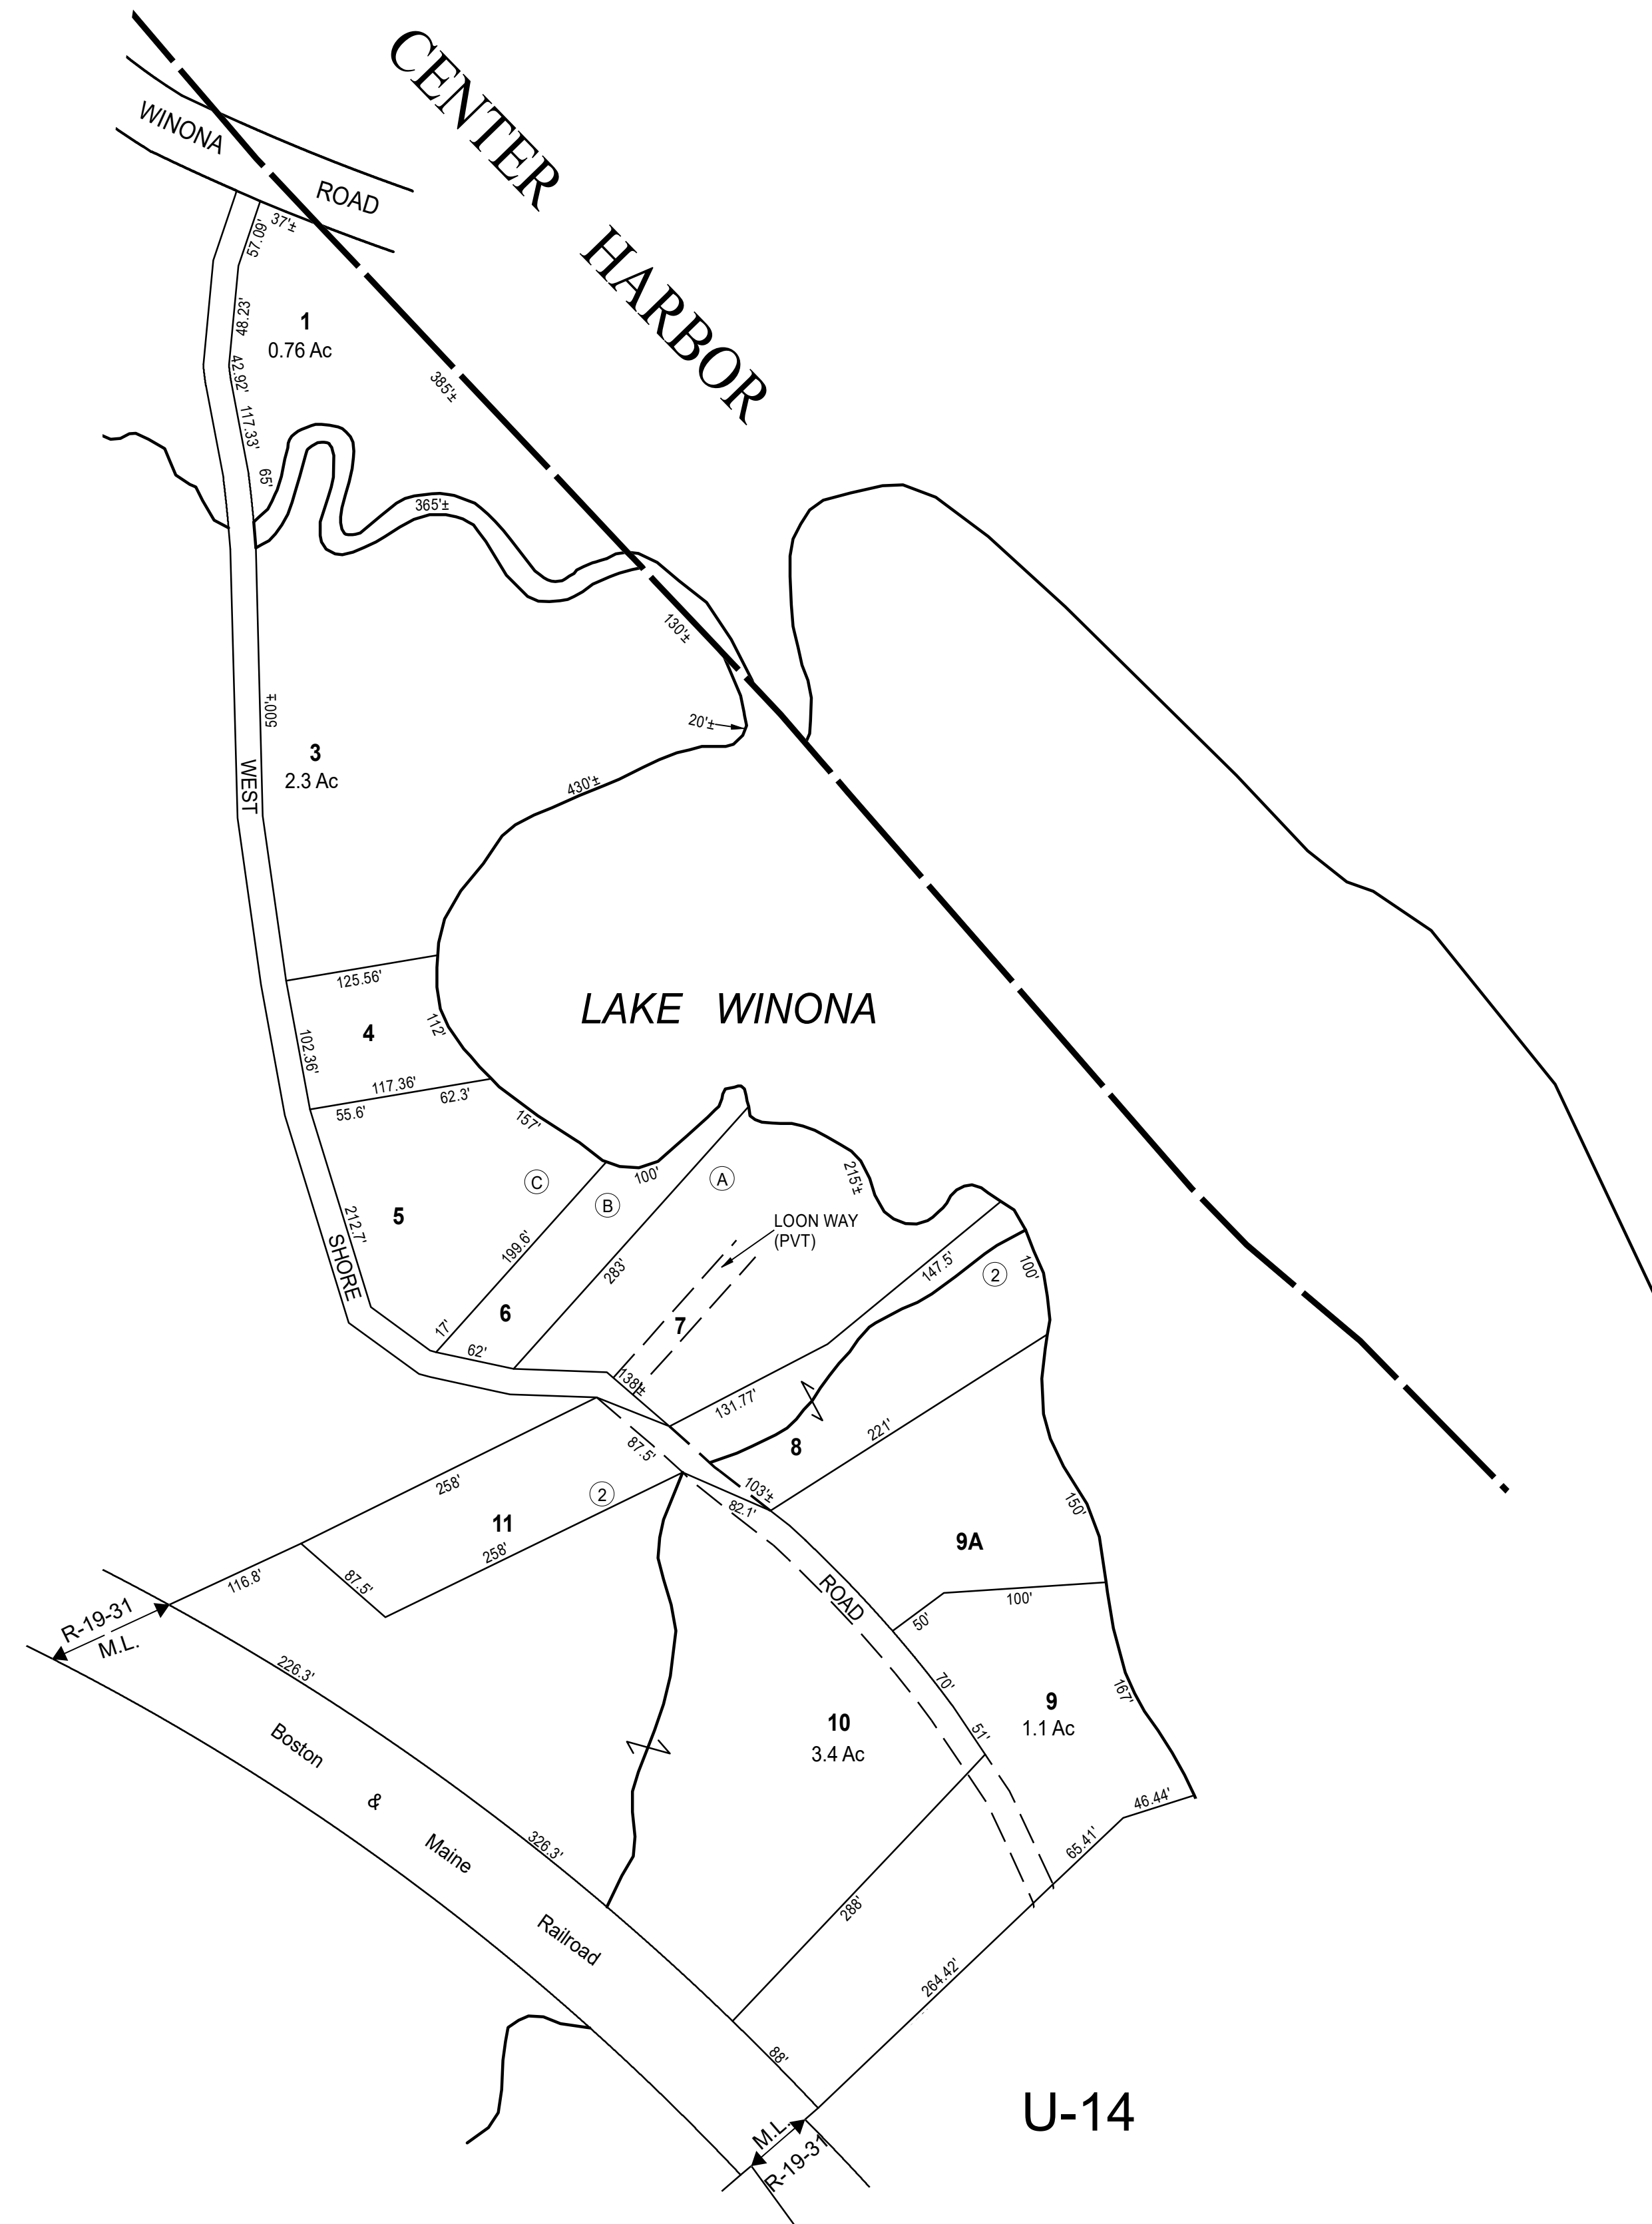 CENTER HARBOR
WINONA ROAD
37'±
57.09'
48.23'
1
0.76 Ac
42.92'
385'±
117.33'
65'
365'±
130'±
500'±
20'±
3
2.3 Ac
WEST
430'±
125.56'
LAKE WINONA
112'
4
102.36'
117.36'
62.3'
55.6'
157'
100'
C
A
215'±
B
5
212.7'
LOON WAY
(PVT)
SHORE
199.6'
283'
147.5'
100'
2
6
7
17'
62'
138'±
131.77'
221'
8
87.5'
258'
2
103'±
82.1'
150'
11
9A
258'
87.5'
116.8'
ROAD
100'
50'
R-19-31
M.L.
226.3'
70'
167'
9
1.1 Ac
51'
10
3.4 Ac
Boston
&
Maine
Railroad
46.44'
65.41'
326.3'
288'
264.42'
88'
U-14
M.L.
R-19-31